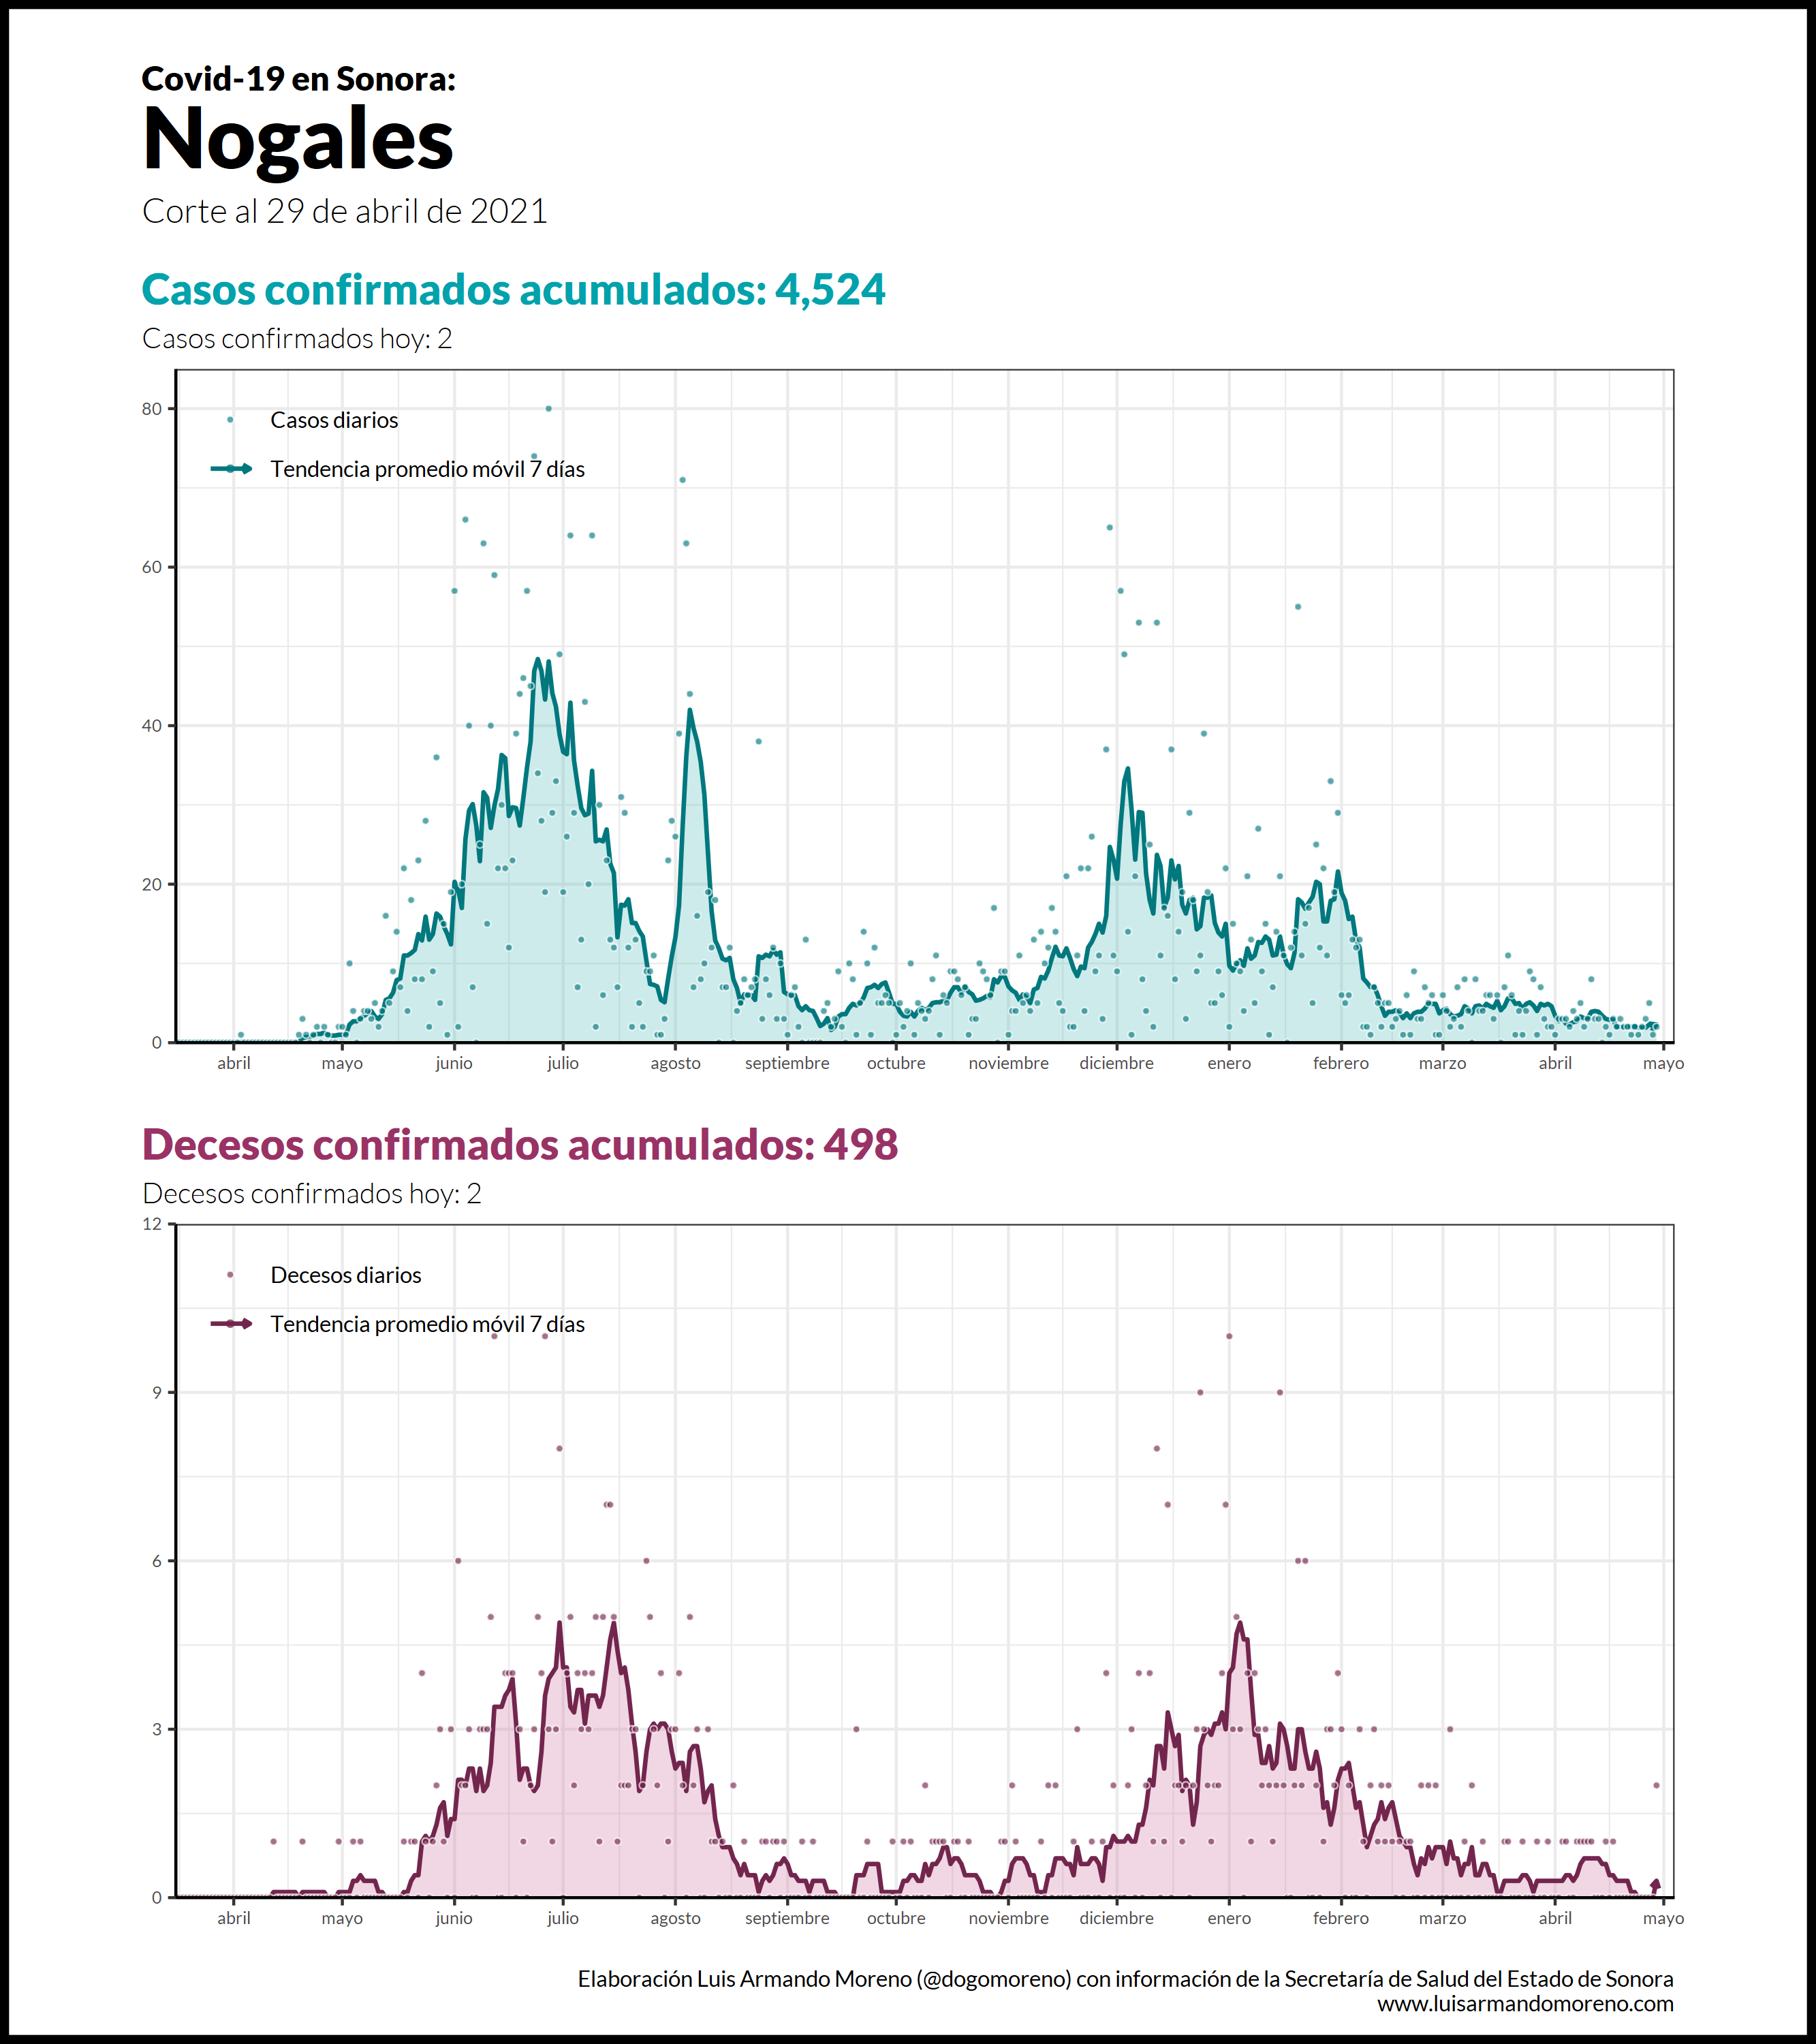 Covid-19 en Sonora:
Nogales
Corte al 29 de abril de 2021
Casos confirmados acumulados: 4,524
Casos confirmados hoy: 2
80
60
40
20
0
Casos diarios
Tendencia promedio móvil 7 días
abril mayo junio julio agosto septiembre octubre noviembre diciembre enero febrero marzo abril mayo
Decesos confirmados acumulados: 498
Decesos confirmados hoy: 2
12
9
6
3
0
Decesos diarios
Tendencia promedio móvil 7 días
abril mayo junio julio agosto septiembre octubre noviembre diciembre enero febrero marzo abril mayo
Elaboración Luis Armando Moreno (@dogomoreno) con información de la Secretaría de Salud del Estado de Sonora
www.luisarmandomoreno.com